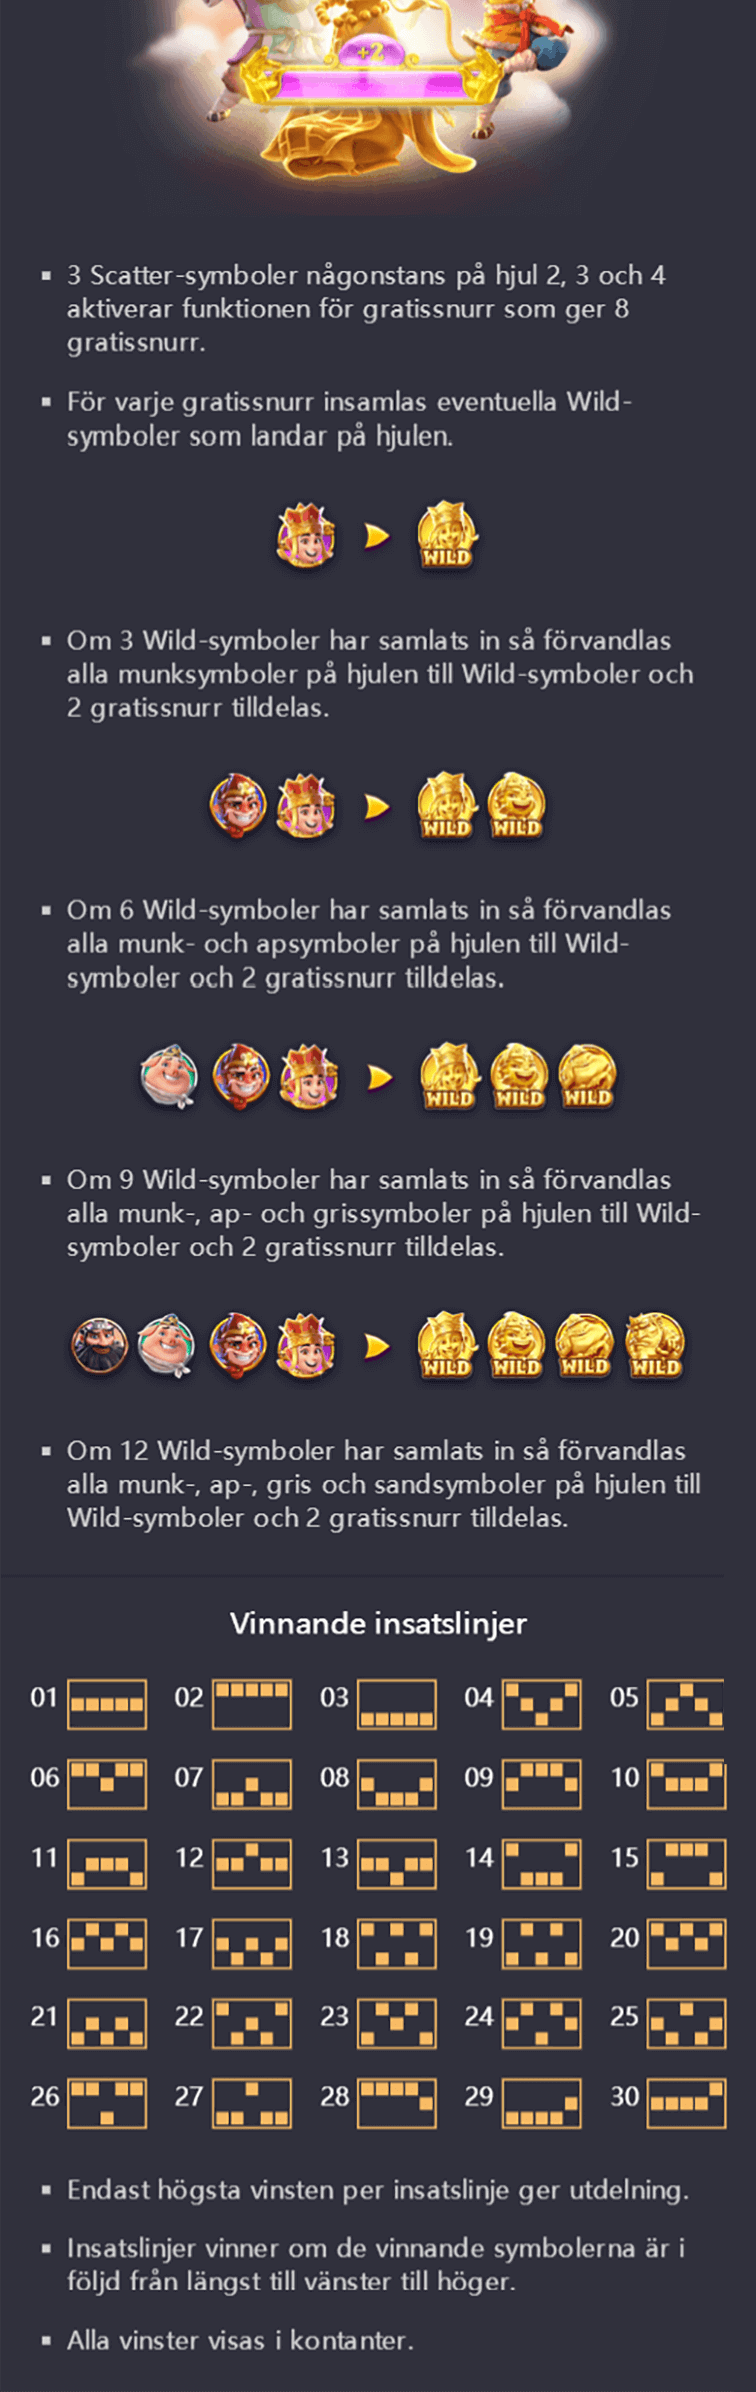 +2
▪ 3 Scatter-symboler någonstans på hjul 2, 3 och 4
aktiverar funktionen för gratissnurr som ger 8
gratissnurr.
▪ För varje gratissnurr insamlas eventuella Wild-
symboler som landar på hjulen.
WILD
▪ Om 3 Wild-symboler har samlats in så förvandlas
alla munksymboler på hjulen till Wild-symboler och
2 gratissnurr tilldelas.
WILD WILD
▪ Om 6 Wild-symboler har samlats in så förvandlas
alla munk- och apsymboler på hjulen till Wild-
symboler och 2 gratissnurr tilldelas.
WILD WILD WILD
▪ Om 9 Wild-symboler har samlats in så förvandlas
alla munk-, ap- och grissymboler på hjulen till Wild-
symboler och 2 gratissnurr tilldelas.
WILD WILD WILD WILD
▪ Om 12 Wild-symboler har samlats in så förvandlas
alla munk-, ap-, gris och sandsymboler på hjulen till
Wild-symboler och 2 gratissnurr tilldelas.
Vinnande insatslinjer
01 02 03 04 05
06 07 08 09 10
11 12 13 14 15
16 17 18 19 20
21 22 23 24 25
26 27 28 29 30
▪ Endast högsta vinsten per insatslinje ger utdelning.
▪ Insatslinjer vinner om de vinnande symbolerna är i
följd från längst till vänster till höger.
▪ Alla vinster visas i kontanter.